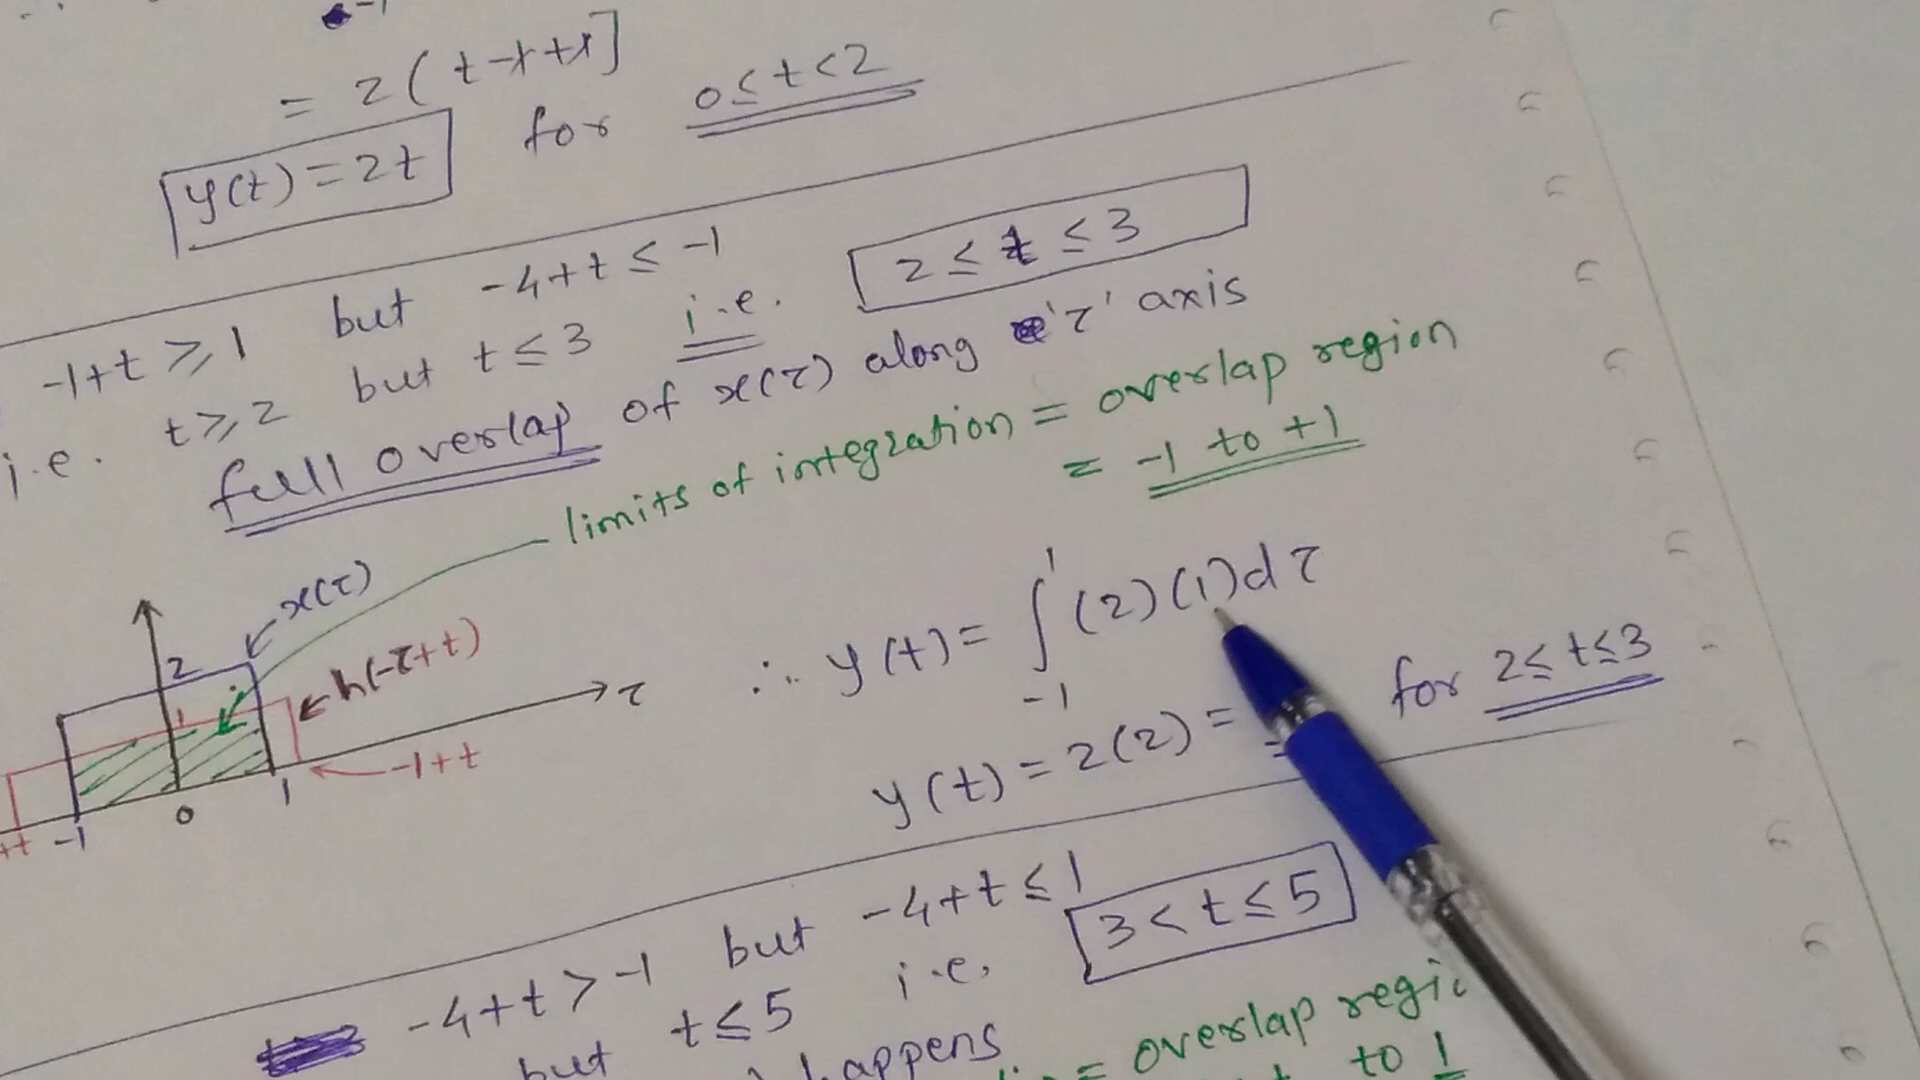 = 2(t-1+1]
y(t) = 2t for 0≤t<2
-1+t ≥ 1 but -4+t ≤ -1
i.e. t ≥ 2 but t ≤ 3 i.e. 2 ≤ t ≤ 3
full overlap of x(τ) along 'τ' axis
limits of integration = overlap region
= -1 to +1
x(τ)
2
h(-τ+t)
1
τ
-1+t
-1 0 1
∴ y(t) = ∫_{-1}^{1} (2)(1)dτ
y(t) = 2(2) = for 2≤t≤3
-4+t > -1 but -4+t ≤ 1
but t ≤ 5 i.e. 3 < t ≤ 5
happens
= overlap regi
to 1